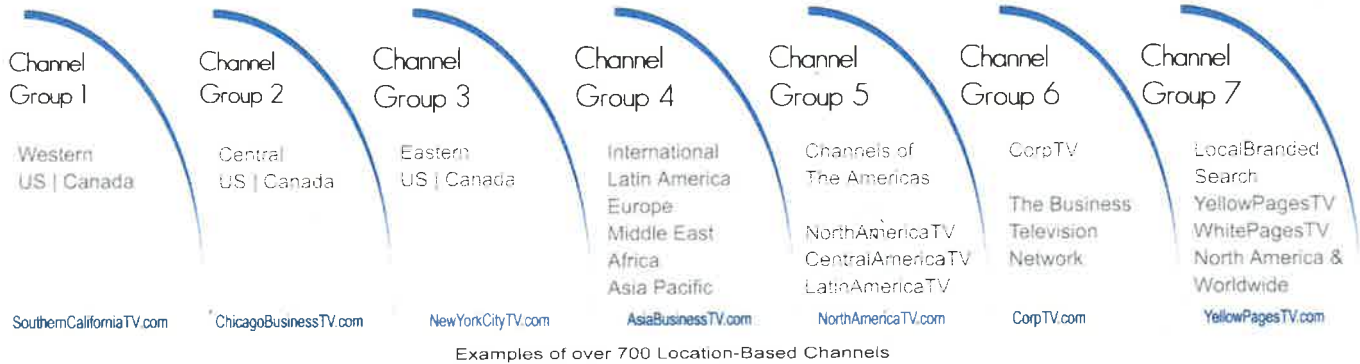 Channel
Group 1
Western
US | Canada
SouthernCaliforniaTV.com
Channel
Group 2
Central
US | Canada
ChicagoBusinessTV.com
Channel
Group 3
Eastern
US | Canada
NewYorkCityTV.com
Channel
Group 4
International
Latin America
Europe
Middle East
Africa
Asia Pacific
AsiaBusinessTV.com
Channel
Group 5
Channels of
The Americas
NorthAmericaTV
CentralAmericaTV
LatinAmericaTV
NorthAmericaTV.com
Channel
Group 6
CorpTV
The Business
Television
Network
CorpTV.com
Channel
Group 7
LocalBranded
Search
YellowPagesTV
WhitePagesTV
North America &
Worldwide
YellowPagesTV.com
Examples of over 700 Location-Based Channels